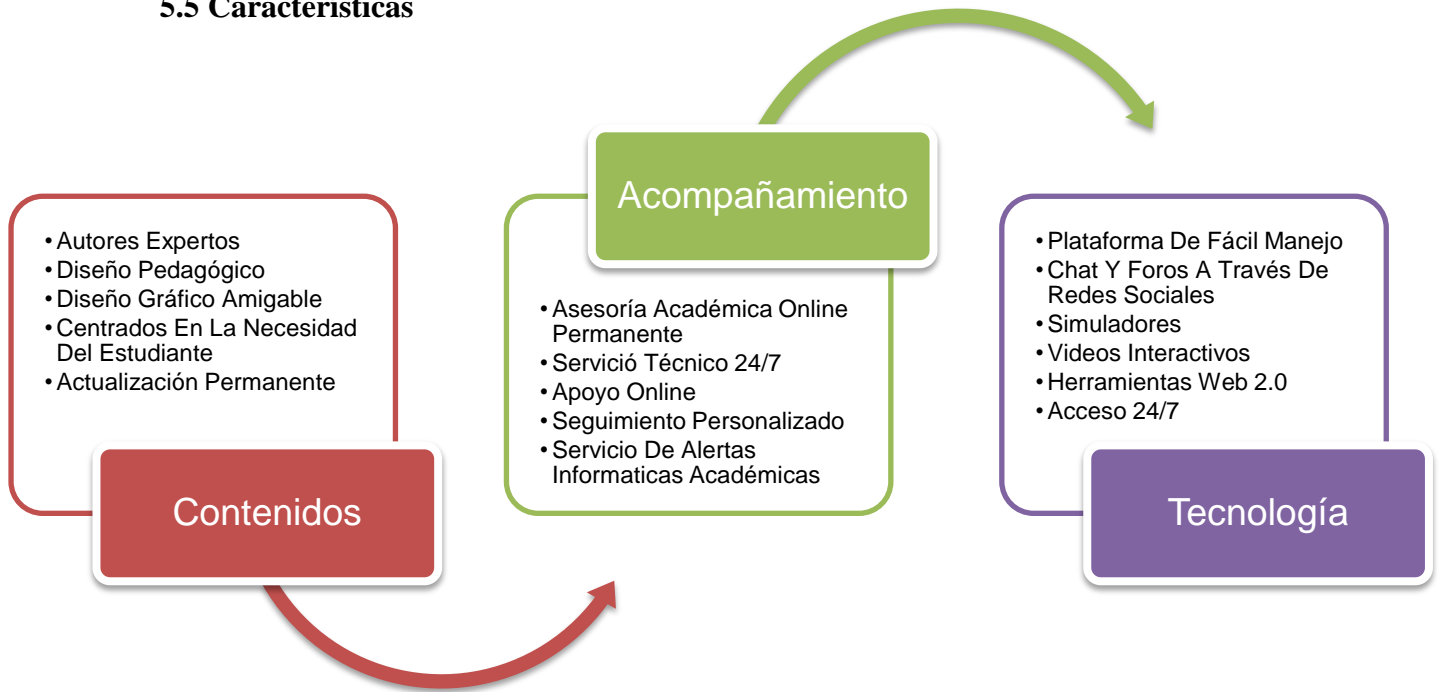 5.5 Características
• Autores Expertos
• Diseño Pedagógico
• Diseño Gráfico Amigable
• Centrados En La Necesidad
Del Estudiante
• Actualización Permanente
Contenidos
Acompañamiento
• Asesoría Académica Online
Permanente
• Servició Técnico 24/7
• Apoyo Online
• Seguimiento Personalizado
• Servicio De Alertas
Informaticas Académicas
• Plataforma De Fácil Manejo
• Chat Y Foros A Través De
Redes Sociales
• Simuladores
• Videos Interactivos
• Herramientas Web 2.0
• Acceso 24/7
Tecnología